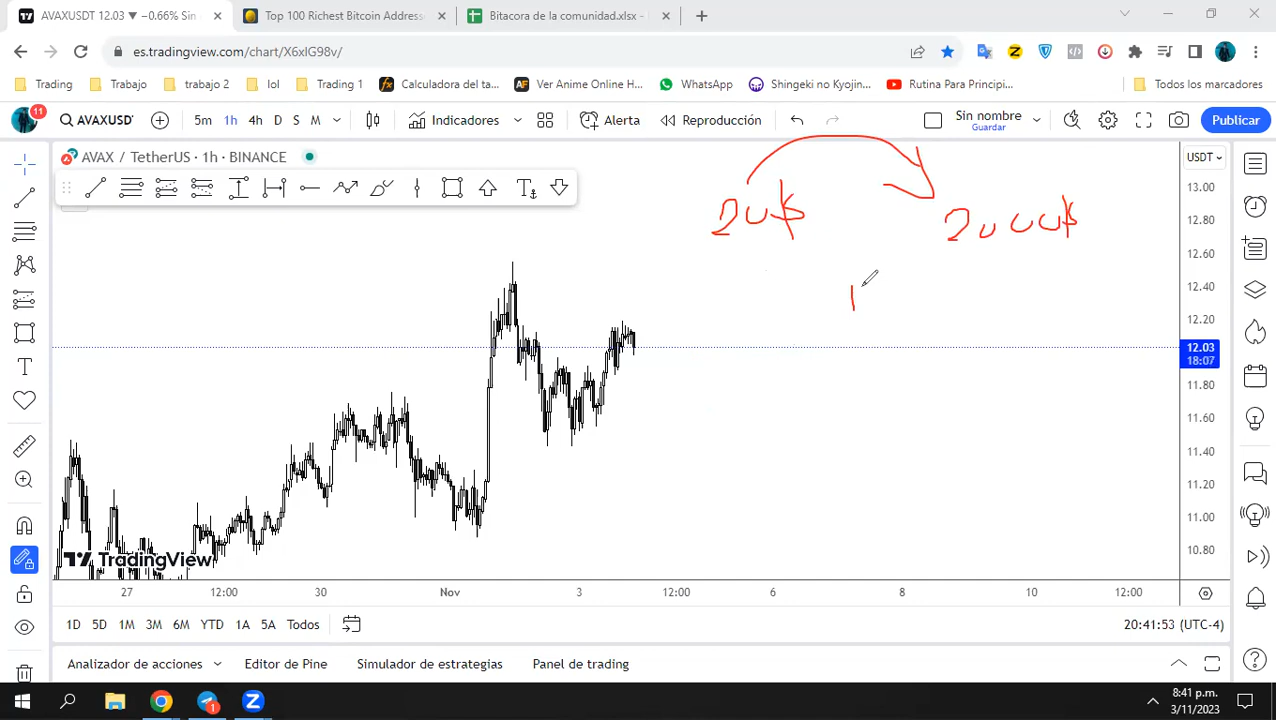 AVAXUSDT 12.03 ▼ −0.66% Sin
Top 100 Richest Bitcoin Address
Bitacora de la comunidad.xlsx -
es.tradingview.com/chart/X6xIG98v/
Trading
Trabajo
trabajo 2
lol
Trading 1
Calculadora del ta...
Ver Anime Online H...
WhatsApp
Shingeki no Kyojin...
Rutina Para Principi...
Todos los marcadores
11
AVAXUSD
5m
1h
4h
D
S
M
Indicadores
Alerta
Reproducción
Sin nombre
Guardar
Publicar
AVAX / TetherUS · 1h · BINANCE
USDT
20$
2000$
13.00
12.80
12.60
12.40
12.20
12.03
18:07
11.80
11.60
11.40
11.20
11.00
10.80
TradingView
27
12:00
30
Nov
3
12:00
6
8
10
12:00
1D
5D
1M
3M
6M
YTD
1A
5A
Todos
20:41:53 (UTC-4)
Analizador de acciones
Editor de Pine
Simulador de estrategias
Panel de trading
1
8:41 p.m.
3/11/2023